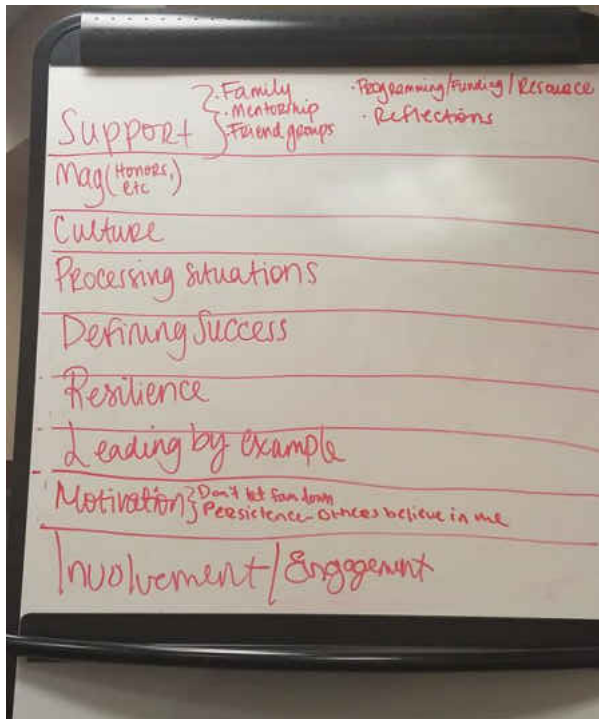 Support
· Family
· Mentorship
· Friend groups
· Programming/Funding/Resource
· Reflections
Mag (Honors, etc)
Culture
Processing situations
Defining Success
Resilience
Leading by example
Motivation
Don't let fam down
Persistence - Others believe in me
Involvement/Engagement